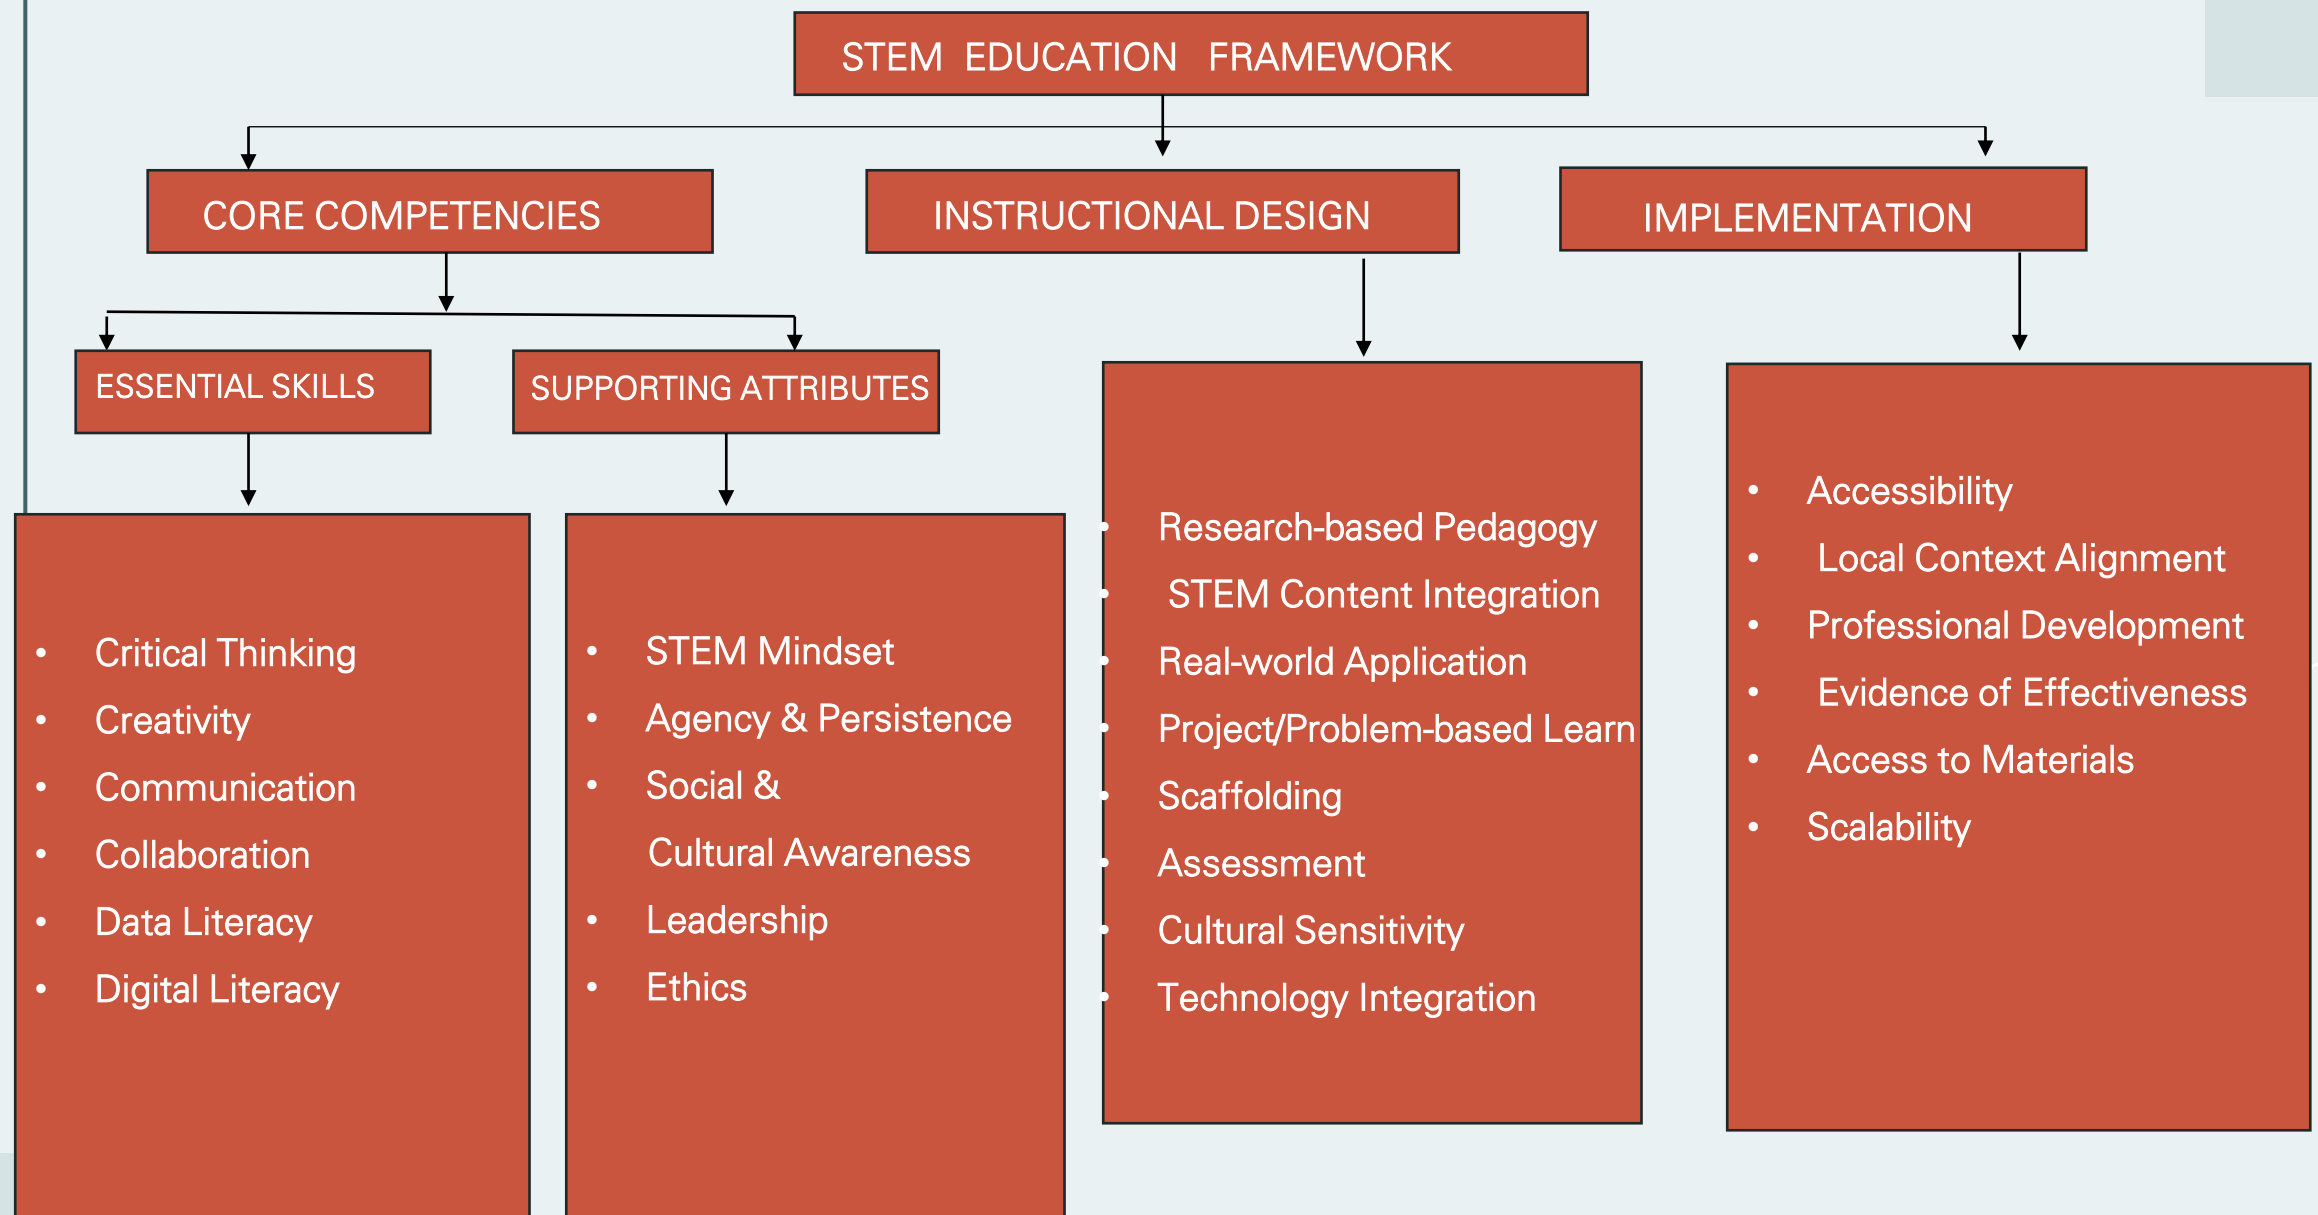 STEM EDUCATION FRAMEWORK
CORE COMPETENCIES
INSTRUCTIONAL DESIGN
IMPLEMENTATION
ESSENTIAL SKILLS
SUPPORTING ATTRIBUTES
• Critical Thinking
• Creativity
• Communication
• Collaboration
• Data Literacy
• Digital Literacy
• STEM Mindset
• Agency & Persistence
• Social &
Cultural Awareness
• Leadership
• Ethics
• Research-based Pedagogy
• STEM Content Integration
• Real-world Application
• Project/Problem-based Learn
• Scaffolding
• Assessment
• Cultural Sensitivity
• Technology Integration
• Accessibility
• Local Context Alignment
• Professional Development
• Evidence of Effectiveness
• Access to Materials
• Scalability